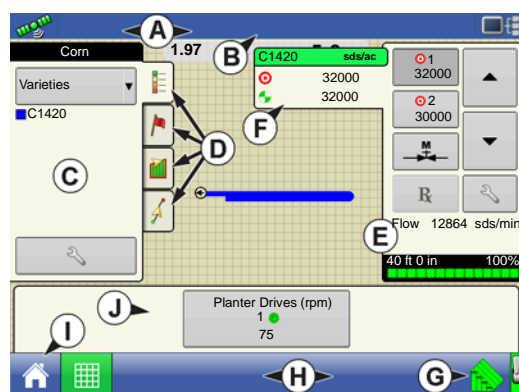 A
B
Corn
1.97
C1420 sds/ac
32000
32000
F
1
32000
2
30000
M
Rx
Varieties
C1420
C
D
E
Flow 12864 sds/min
40 ft 0 in 100%
J
Planter Drives (rpm)
1
75
I
H
G